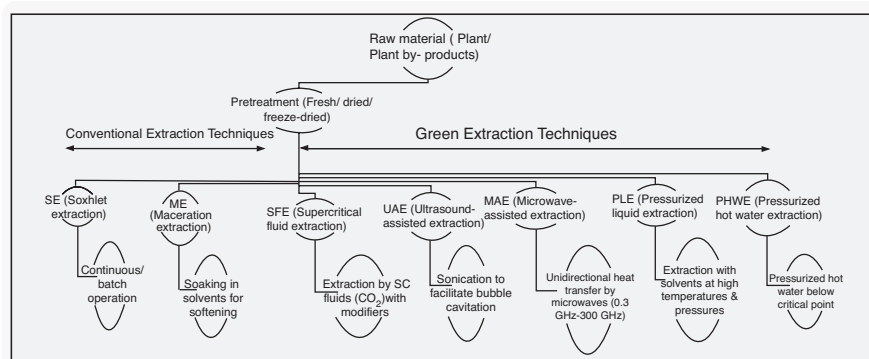 Raw material ( Plant/
Plant by- products)
Pretreatment (Fresh/ dried/
freeze-dried)
Conventional Extraction Techniques
Green Extraction Techniques
SE (Soxhlet
extraction)
ME
(Maceration
extraction)
SFE (Supercritical
fluid extraction)
UAE (Ultrasound-
assisted extraction)
MAE (Microwave-
assisted extraction)
PLE (Pressurized
liquid extraction)
PHWE (Pressurized
hot water extraction)
Continuous/
batch
operation
Soaking in
solvents for
softening
Extraction by SC
fluids (CO₂)with
modifiers
Sonication to
facilitate bubble
cavitation
Unidirectional heat
transfer by
microwaves (0.3
GHz-300 GHz)
Extraction with
solvents at high
temperatures &
pressures
Pressurized hot
water below
critical point